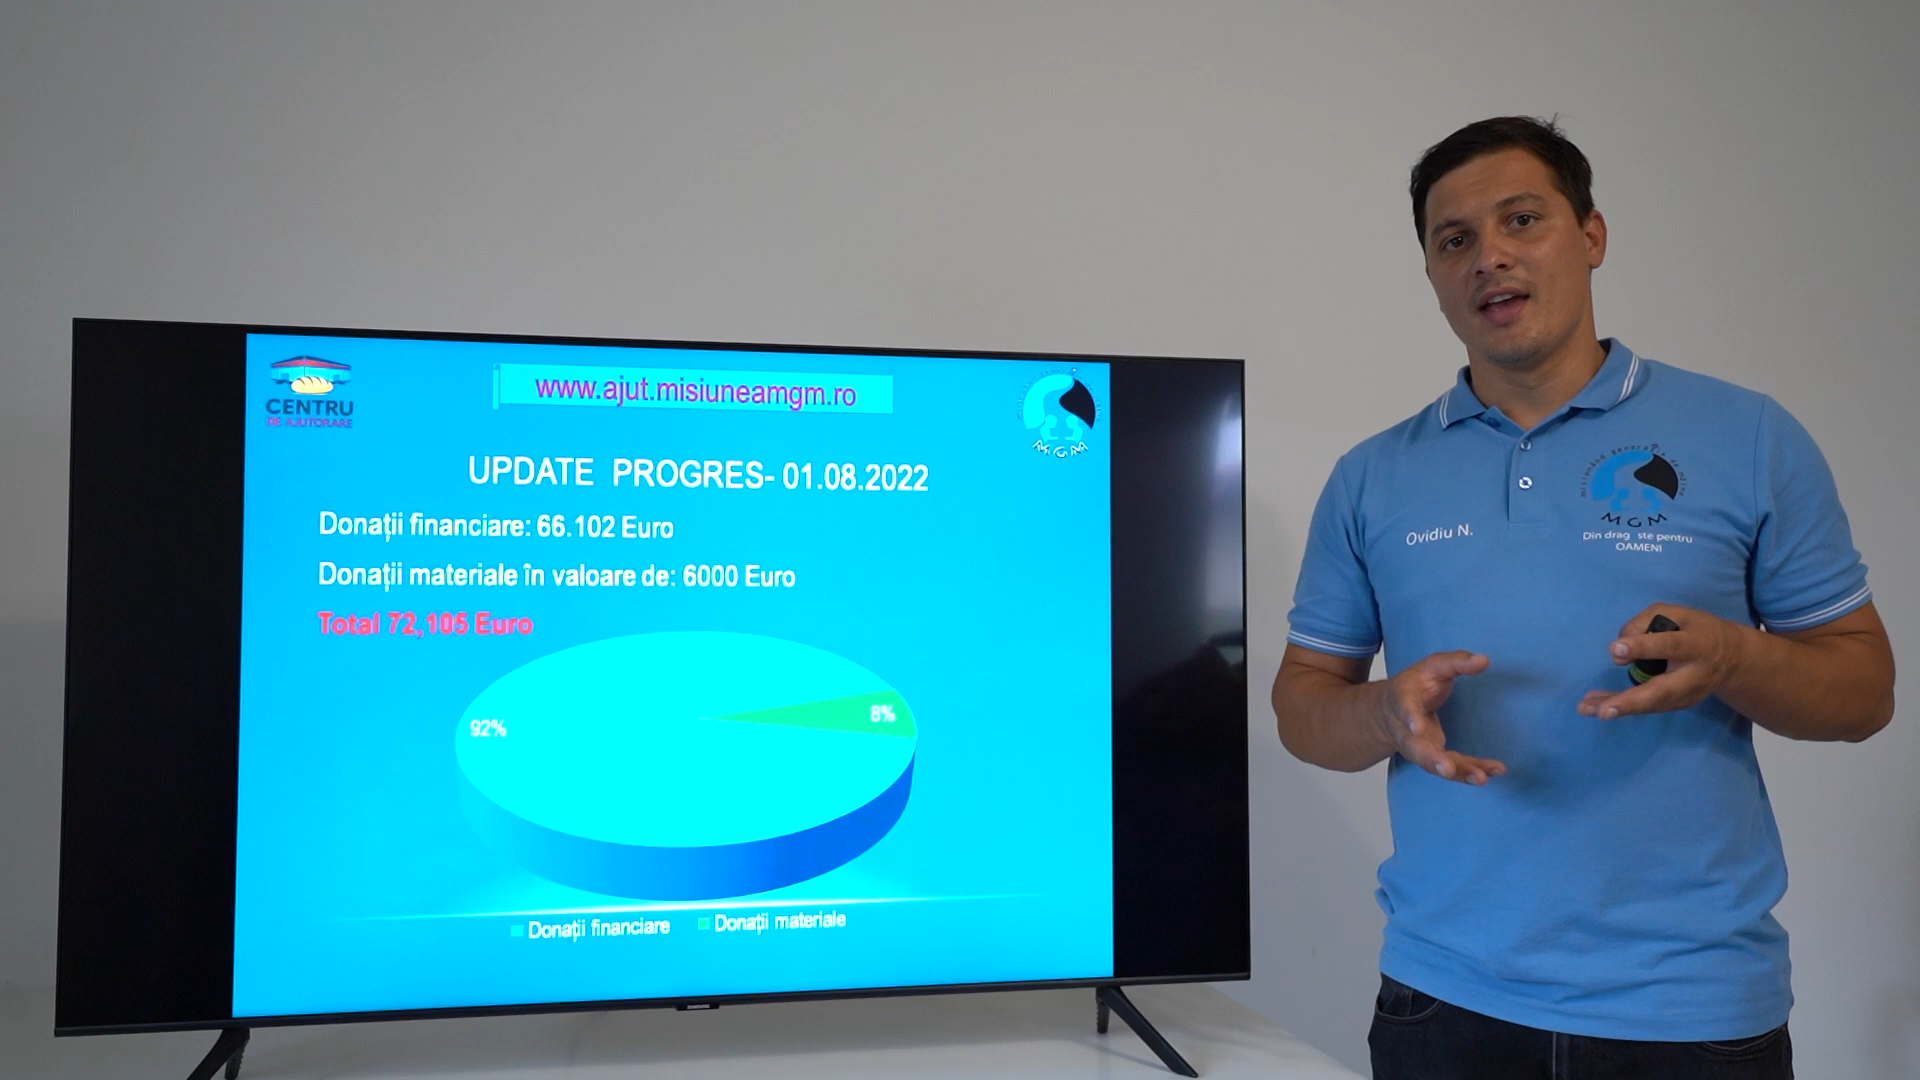 www.ajut.misiuneamgm.ro
CENTRU
DE AJUTORARE
MGM
UPDATE PROGRES- 01.08.2022
Donații financiare: 66.102 Euro
Donații materiale în valoare de: 6000 Euro
Total 72,105 Euro
92%
8%
Donații financiare
Donații materiale
Ovidiu N.
MGM
Din drag ste pentru
OAMENI